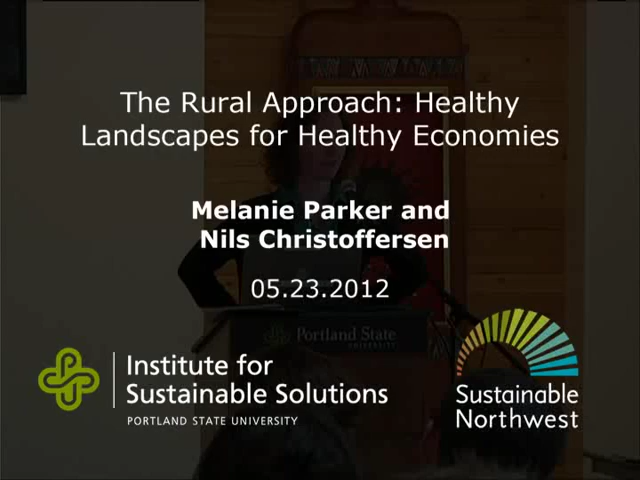 The Rural Approach: Healthy
Landscapes for Healthy Economies
Melanie Parker and
Nils Christoffersen
05.23.2012
Portland State
UNIVERSITY
Institute for
Sustainable Solutions
PORTLAND STATE UNIVERSITY
Sustainable
Northwest